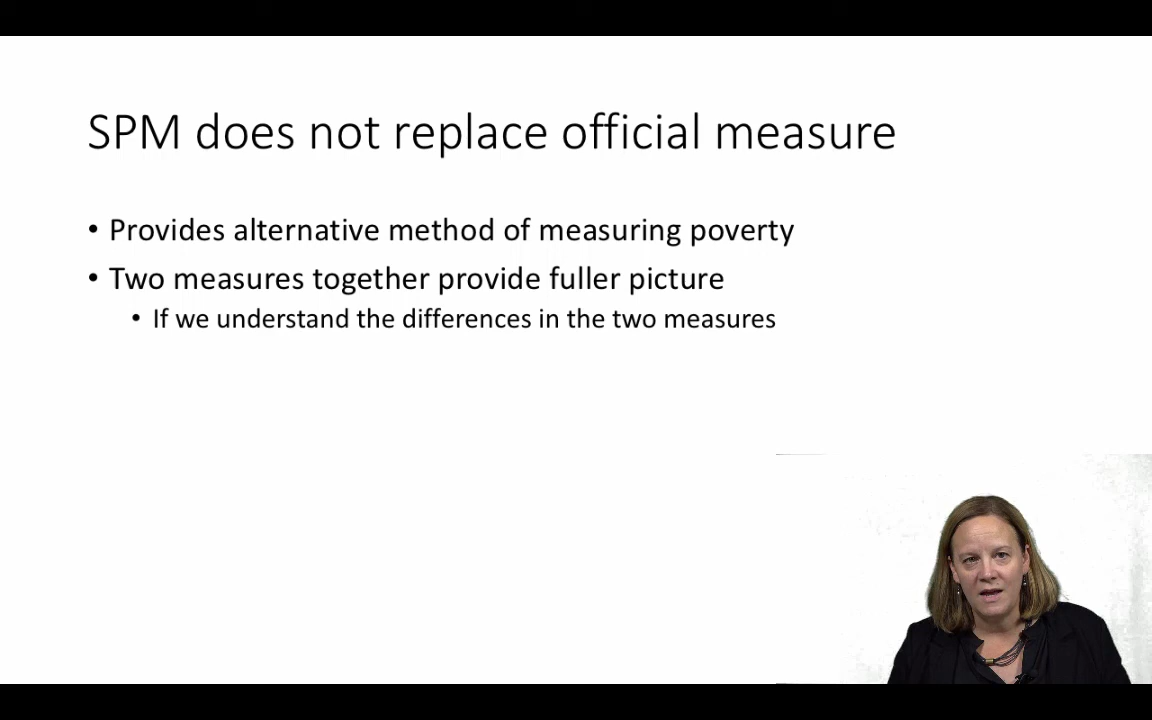 SPM does not replace official measure
• Provides alternative method of measuring poverty
• Two measures together provide fuller picture
• If we understand the differences in the two measures